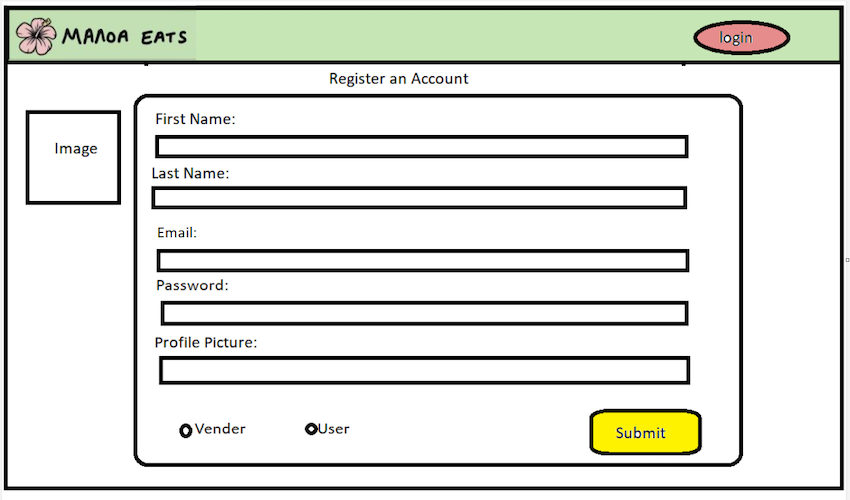 MANOA EATS
login
Register an Account
Image
First Name:
Last Name:
Email:
Password:
Profile Picture:
Vender
User
Submit